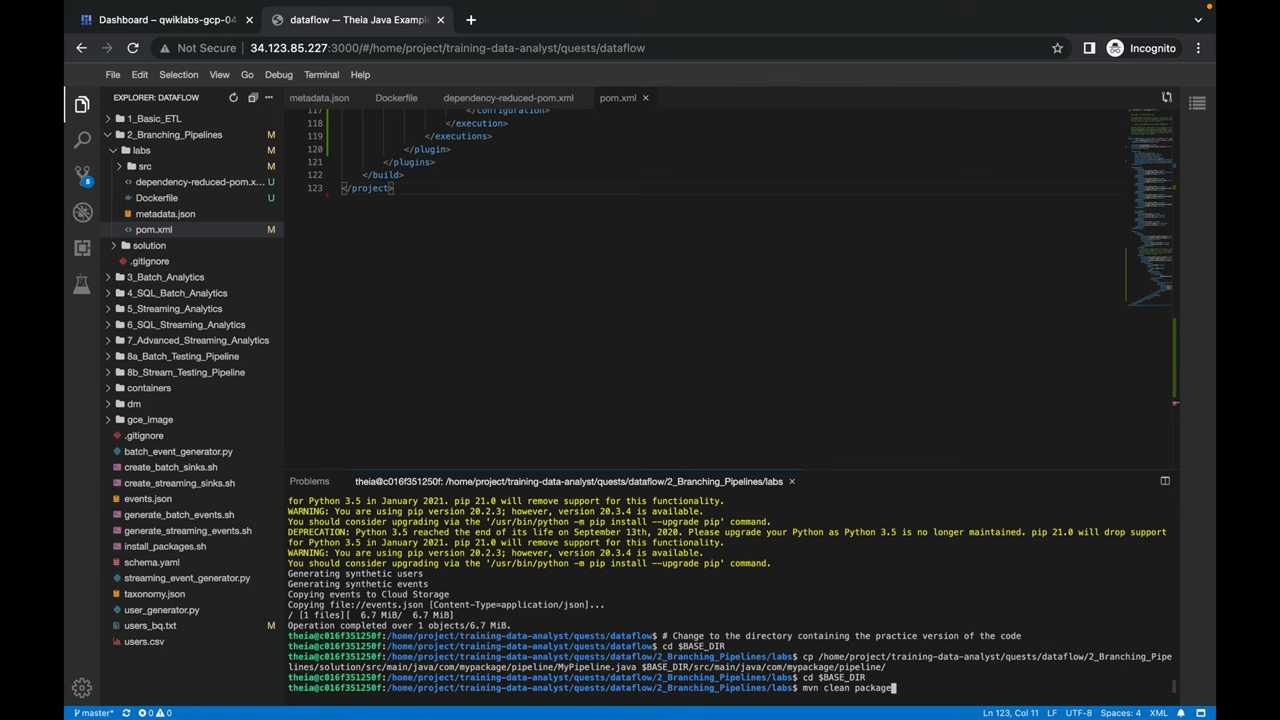 Dashboard – qwiklabs-gcp-04
dataflow — Theia Java Example
Not Secure
34.123.85.227:3000/#/home/project/training-data-analyst/quests/dataflow
Incognito
File Edit Selection View Go Debug Terminal Help
EXPLORER: DATAFLOW
metadata.json
Dockerfile
dependency-reduced-pom.xml
pom.xml
1_Basic_ETL
2_Branching_Pipelines M
labs
src
dependency-reduced-pom.x... U
Dockerfile U
metadata.json
pom.xml M
solution
.gitignore
3_Batch_Analytics
4_SQL_Batch_Analytics
5_Streaming_Analytics
6_SQL_Streaming_Analytics
7_Advanced_Streaming_Analytics
8a_Batch_Testing_Pipeline
8b_Stream_Testing_Pipeline
containers
dm
gce_image
.gitignore
batch_event_generator.py
create_batch_sinks.sh
create_streaming_sinks.sh
events.json
generate_batch_events.sh
generate_streaming_events.sh
install_packages.sh
schema.yaml
streaming_event_generator.py
taxonomy.json
user_generator.py
users_bq.txt M
users.csv
5
117 </configuration>
118 </execution>
119 </executions>
120 </plugin>
121 </plugins>
122 </build>
123 </project>
Problems
theia@c016f351250f: /home/project/training-data-analyst/quests/dataflow/2_Branching_Pipelines/labs
for Python 3.5 in January 2021. pip 21.0 will remove support for this functionality.
WARNING: You are using pip version 20.2.3; however, version 20.3.4 is available.
You should consider upgrading via the '/usr/bin/python -m pip install --upgrade pip' command.
DEPRECATION: Python 3.5 reached the end of its life on September 13th, 2020. Please upgrade your Python as Python 3.5 is no longer maintained. pip 21.0 will drop support
for Python 3.5 in January 2021. pip 21.0 will remove support for this functionality.
WARNING: You are using pip version 20.2.3; however, version 20.3.4 is available.
You should consider upgrading via the '/usr/bin/python -m pip install --upgrade pip' command.
Generating synthetic users
Generating synthetic events
Copying events to Cloud Storage
Copying file://events.json [Content-Type=application/json]...
/ [1 files][ 6.7 MiB/ 6.7 MiB]
Operation completed over 1 objects/6.7 MiB.
theia@c016f351250f:/home/project/training-data-analyst/quests/dataflow$ # Change to the directory containing the practice version of the code
theia@c016f351250f:/home/project/training-data-analyst/quests/dataflow$ cd $BASE_DIR
theia@c016f351250f:/home/project/training-data-analyst/quests/dataflow/2_Branching_Pipelines/labs$ cp /home/project/training-data-analyst/quests/dataflow/2_Branching_Pipe
lines/solution/src/main/java/com/mypackage/pipeline/MyPipeline.java $BASE_DIR/src/main/java/com/mypackage/pipeline/
theia@c016f351250f:/home/project/training-data-analyst/quests/dataflow/2_Branching_Pipelines/labs$ cd $BASE_DIR
theia@c016f351250f:/home/project/training-data-analyst/quests/dataflow/2_Branching_Pipelines/labs$ mvn clean package
master* 0 0
Ln 123, Col 11 LF UTF-8 Spaces: 4 XML